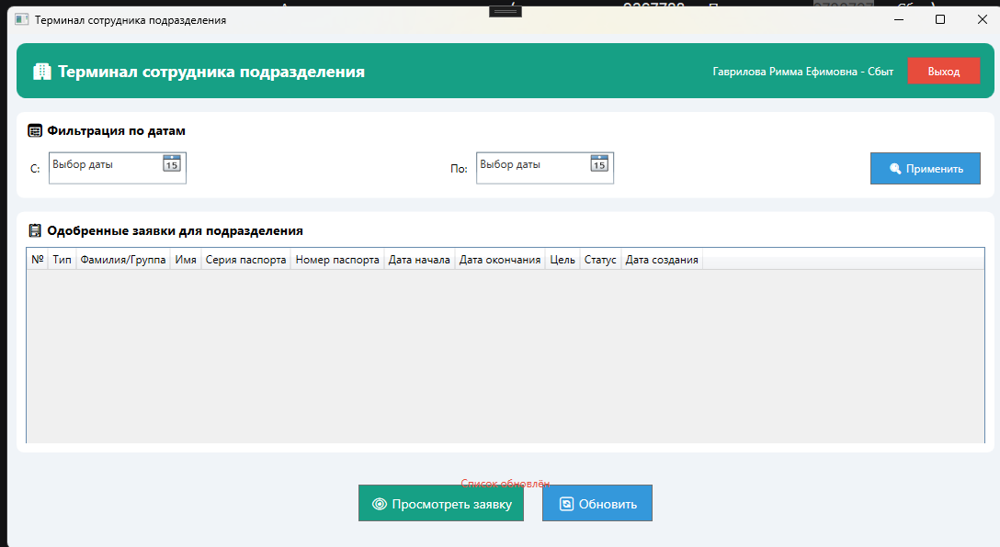 Терминал сотрудника подразделения
Терминал сотрудника подразделения
Гаврилова Римма Ефимовна - Сбыт
Выход
Фильтрация по датам
С:
Выбор даты
15
По:
Выбор даты
15
Применить
Одобренные заявки для подразделения
№ Тип Фамилия/Группа Имя Серия паспорта Номер паспорта Дата начала Дата окончания Цель Статус Дата создания
Список обновлён.
Просмотреть заявку
Обновить